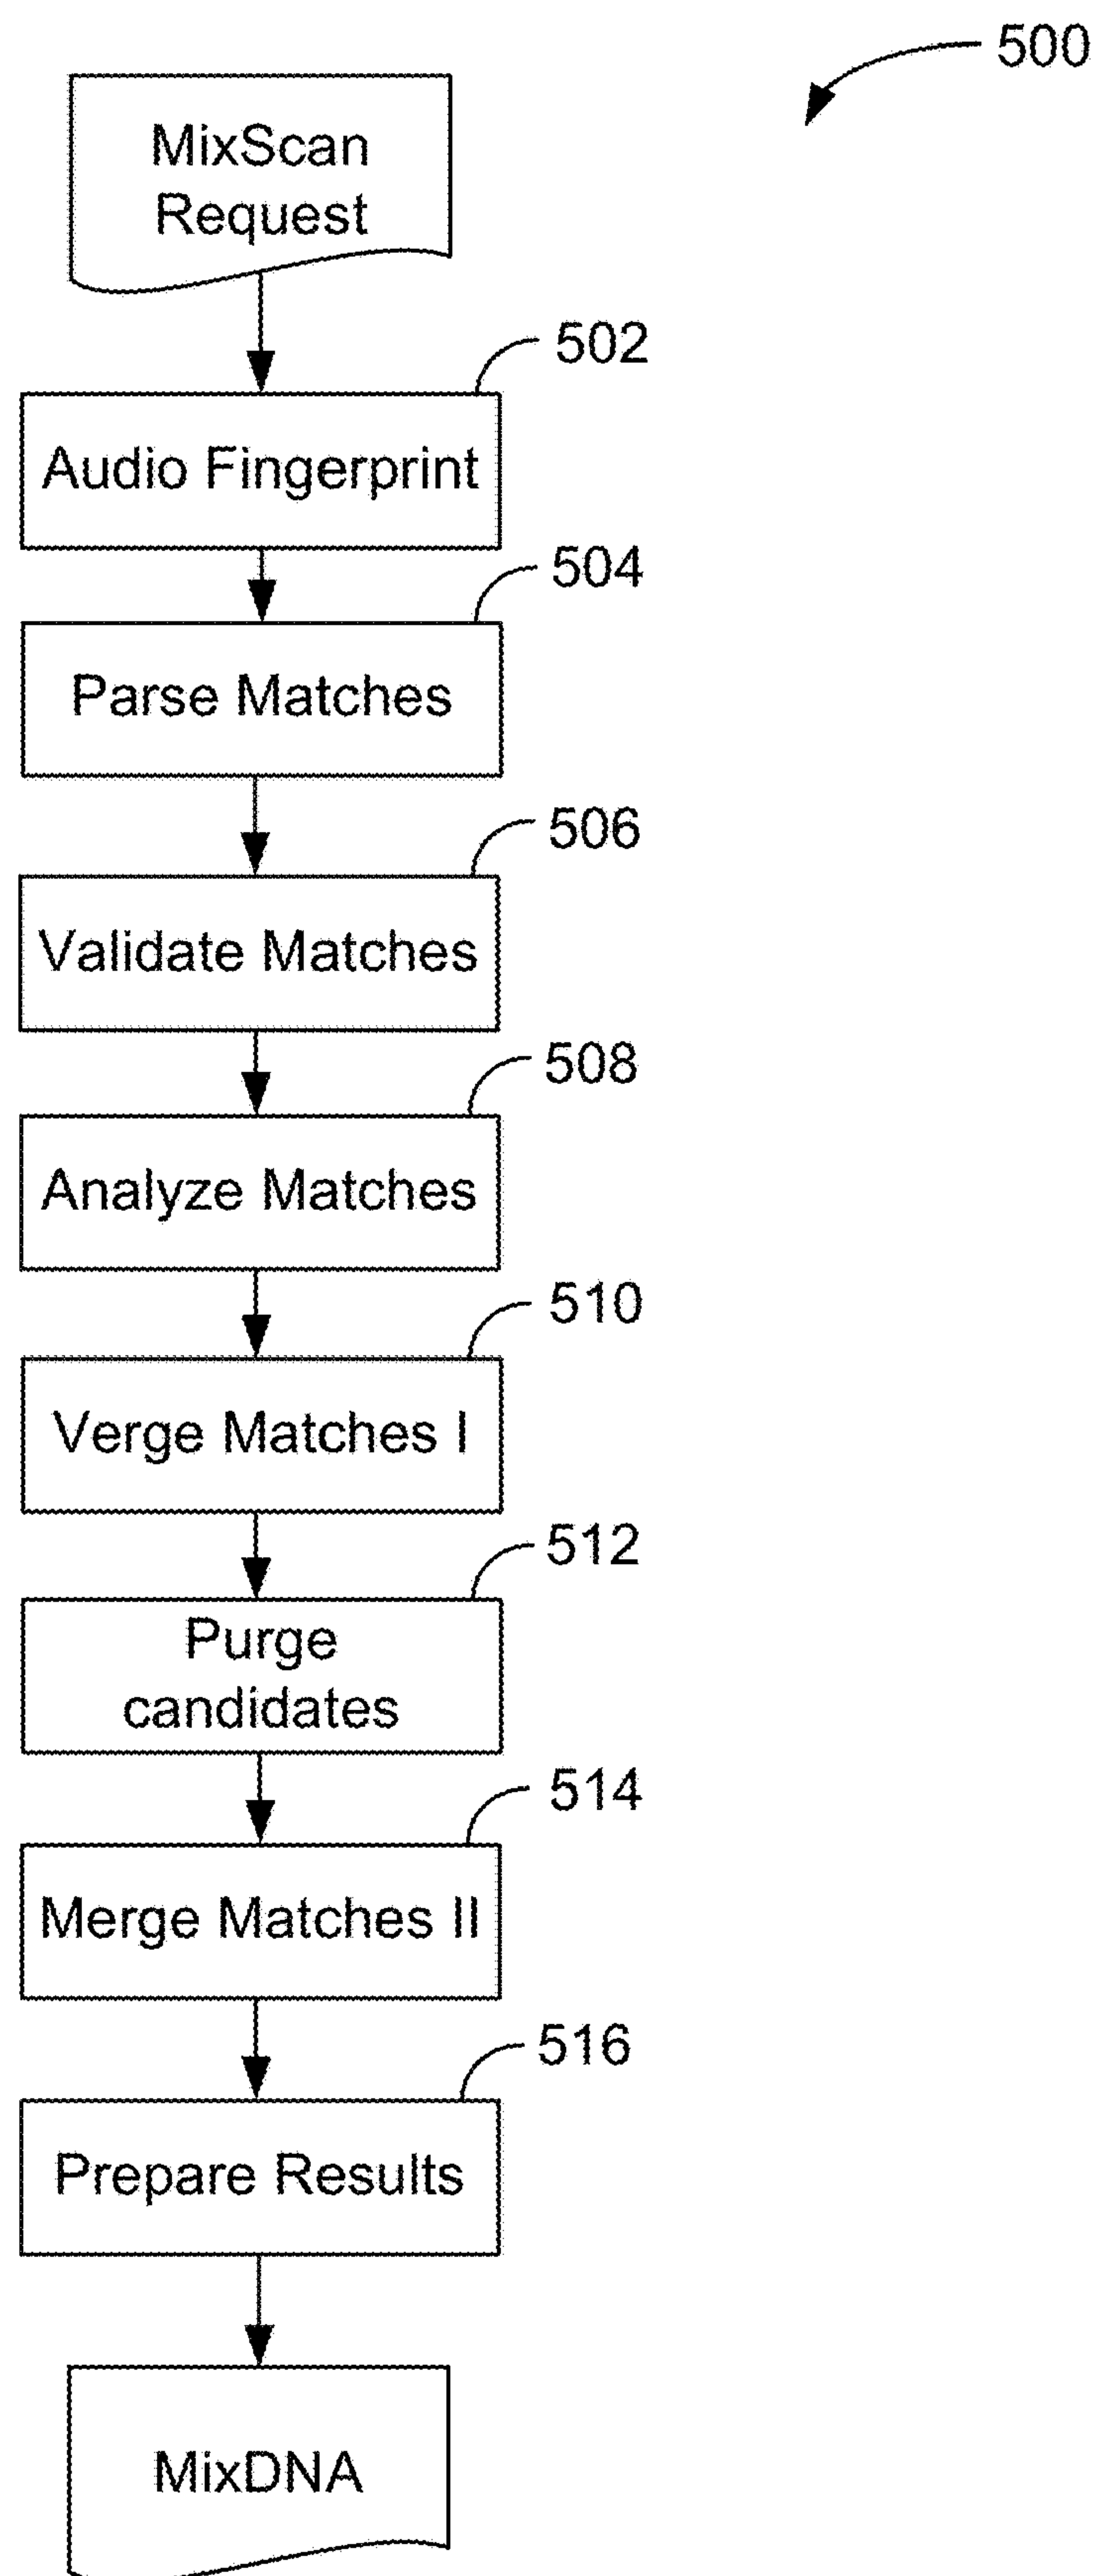 500
MixScan
Request
502
Audio Fingerprint
504
Parse Matches
506
Validate Matches
508
Analyze Matches
510
Verge Matches I
512
Purge
candidates
514
Merge Matches II
516
Prepare Results
MixDNA